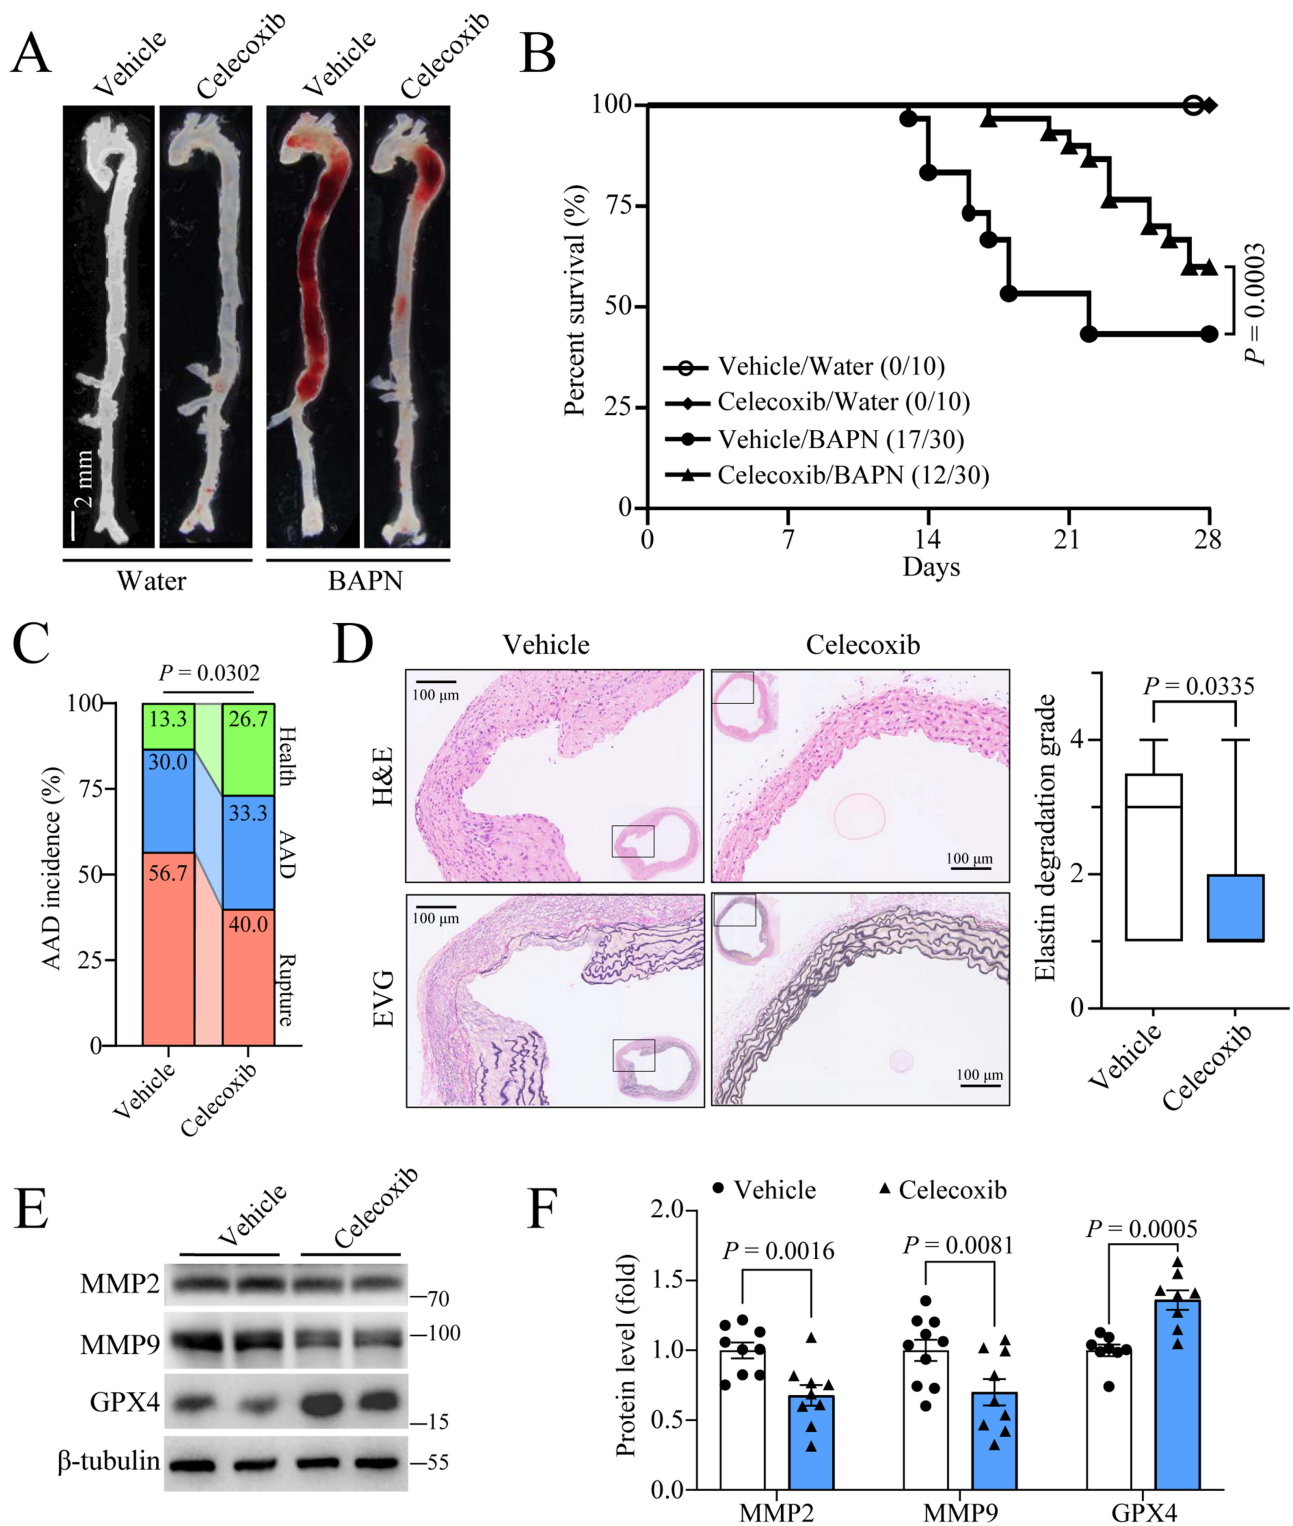 A
Vehicle
Celecoxib
Vehicle
Celecoxib
2 mm
Water
BAPN
B
Percent survival (%)
100
75
50
25
0
0
7
14
21
28
Days
Vehicle/Water (0/10)
Celecoxib/Water (0/10)
Vehicle/BAPN (17/30)
Celecoxib/BAPN (12/30)
P = 0.0003
C
P = 0.0302
AAD incidence (%)
100
75
50
25
0
13.3
30.0
56.7
26.7
33.3
40.0
Health
AAD
Rupture
Vehicle
Celecoxib
D
Vehicle
Celecoxib
H&E
EVG
100 μm
100 μm
100 μm
100 μm
Elastin degradation grade
P = 0.0335
4
2
0
Vehicle
Celecoxib
E
Vehicle
Celecoxib
MMP2
70
MMP9
100
GPX4
15
β-tubulin
55
F
Vehicle
Celecoxib
Protein level (fold)
2.0
1.5
1.0
0.5
0.0
P = 0.0016
P = 0.0081
P = 0.0005
MMP2
MMP9
GPX4